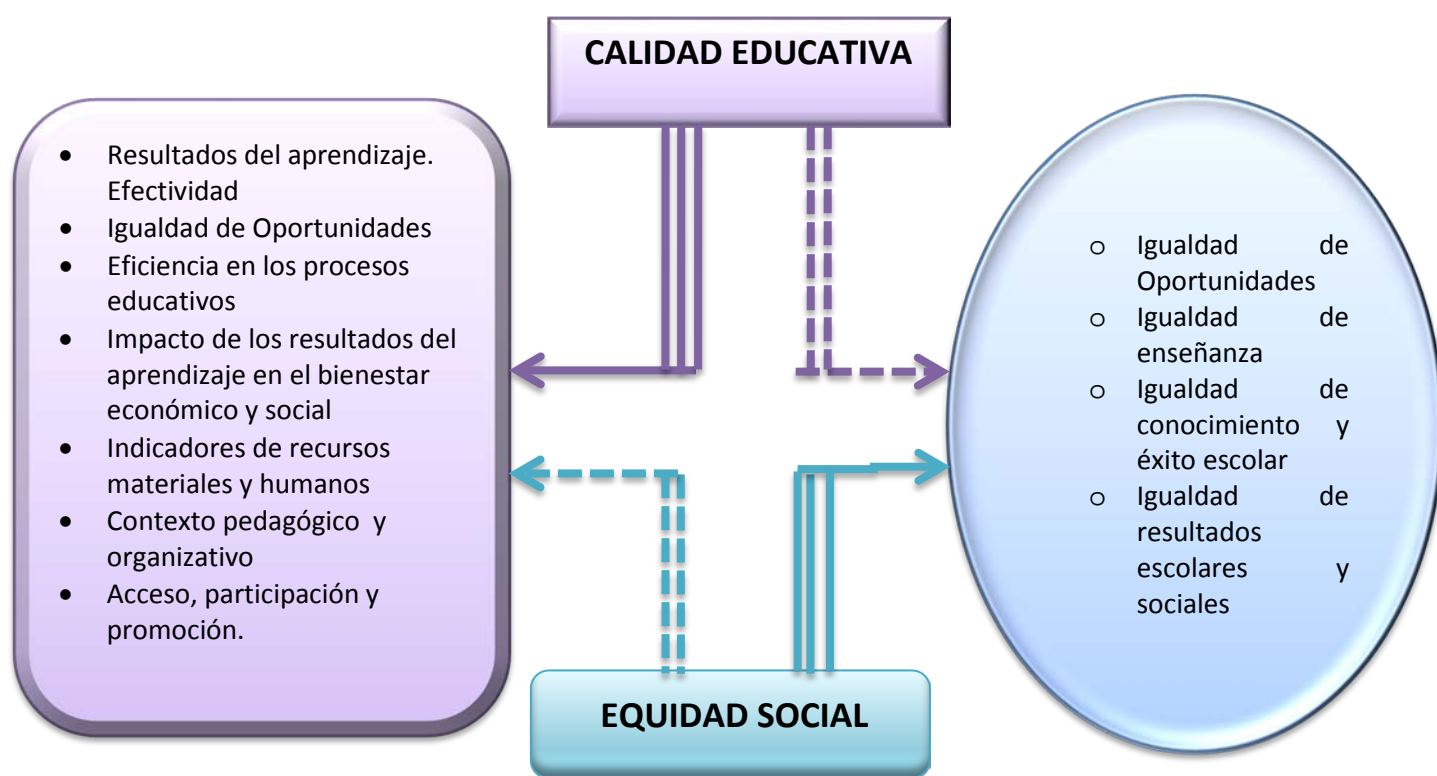 CALIDAD EDUCATIVA
• Resultados del aprendizaje.
Efectividad
• Igualdad de Oportunidades
• Eficiencia en los procesos
educativos
• Impacto de los resultados del
aprendizaje en el bienestar
económico y social
• Indicadores de recursos
materiales y humanos
• Contexto pedagógico y
organizativo
• Acceso, participación y
promoción.
o Igualdad de
Oportunidades
o Igualdad de
enseñanza
o Igualdad de
conocimiento y
éxito escolar
o Igualdad de
resultados
escolares y
sociales
EQUIDAD SOCIAL